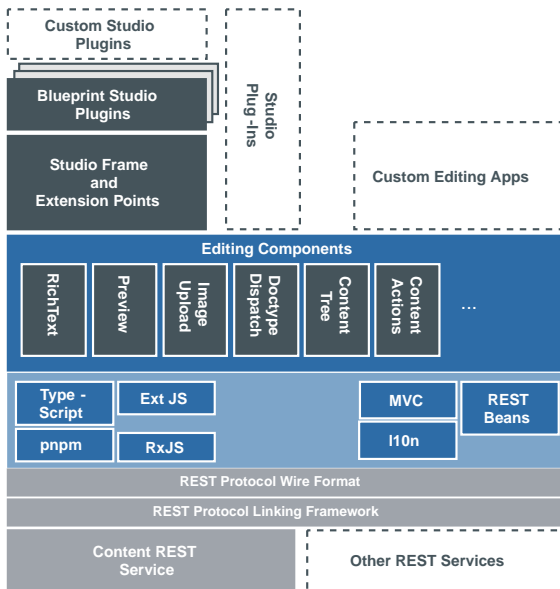 Custom Studio
Plugins
Blueprint Studio
Plugins
Studio
Plug-Ins
Studio Frame
and
Extension Points
Custom Editing Apps
Editing Components
RichText
Preview
Image
Upload
Doctype
Dispatch
Content
Tree
Content
Actions
...
Type -
Script
Ext JS
MVC
REST
Beans
pnpm
RxJS
l10n
REST Protocol Wire Format
REST Protocol Linking Framework
Content REST
Service
Other REST Services